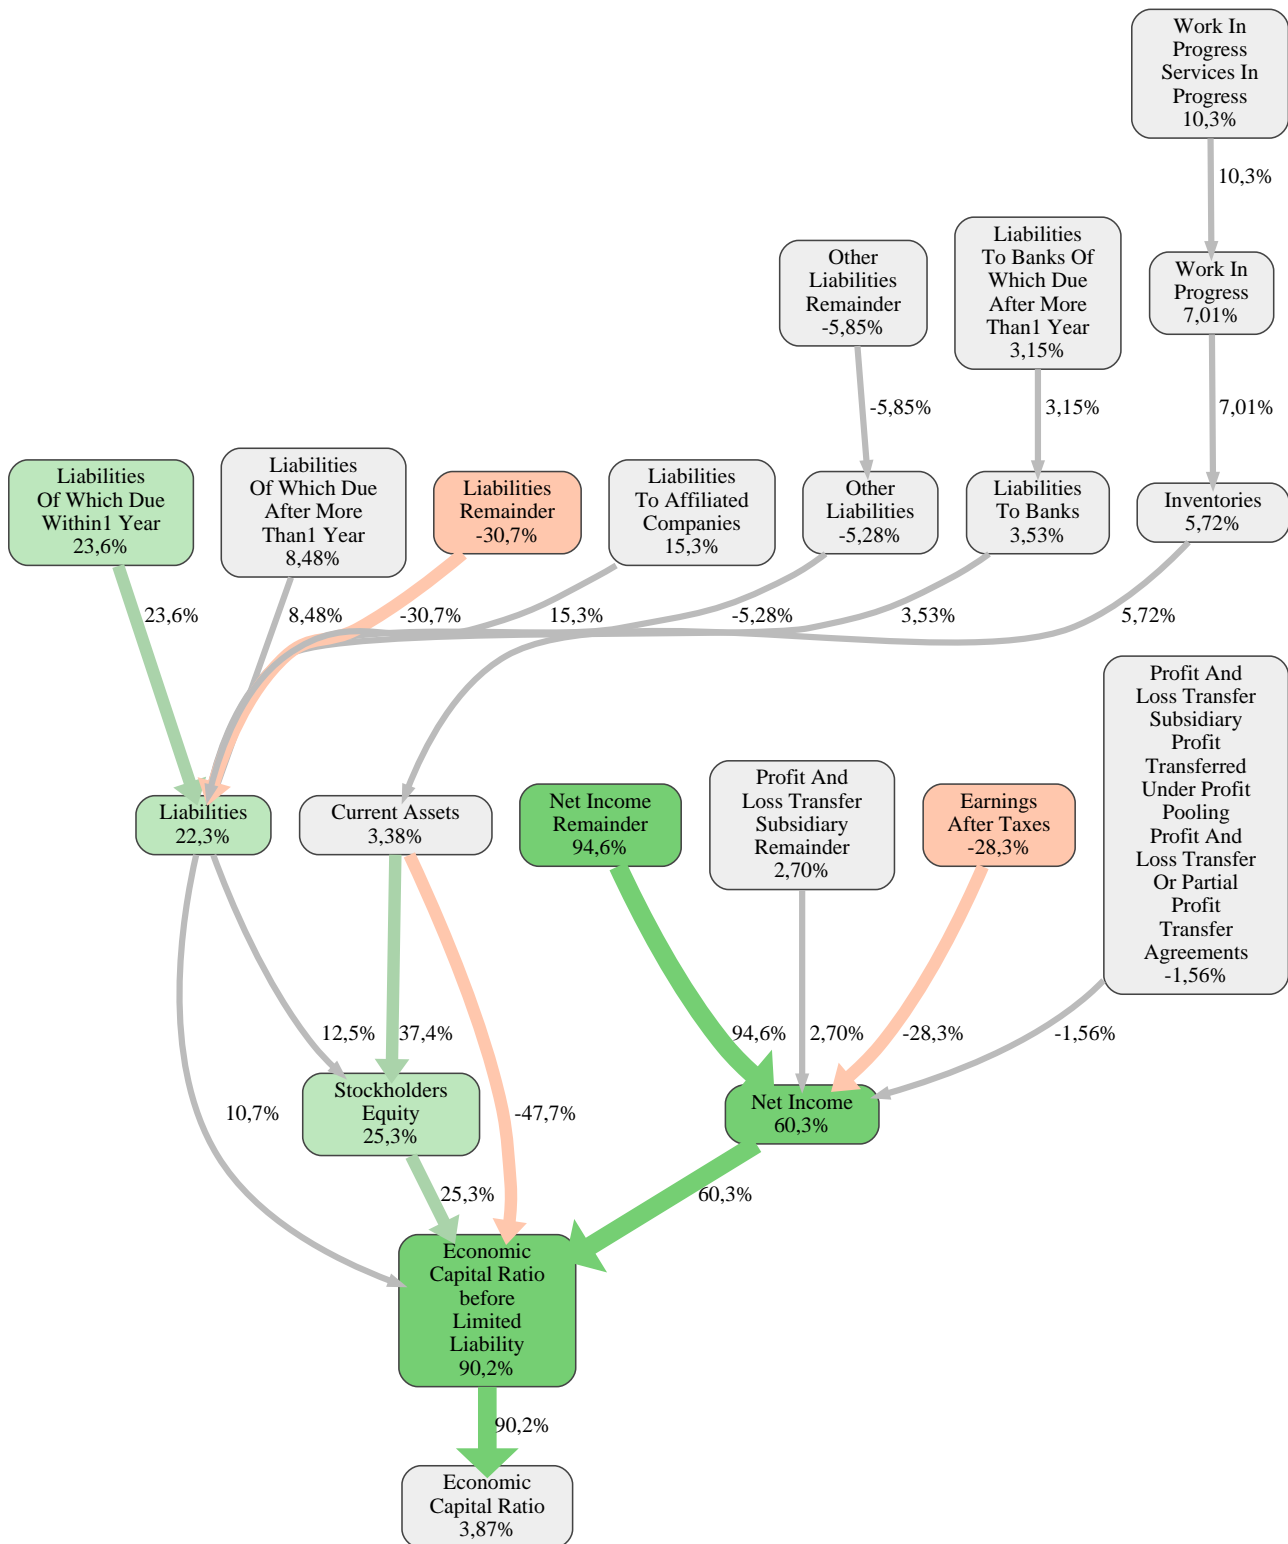 Work In
Progress
Services In
Progress
10,3%
10,3%
Other
Liabilities
Remainder
-5,85%
Liabilities
To Banks Of
Which Due
After More
Than1 Year
3,15%
Work In
Progress
7,01%
-5,85%
3,15%
7,01%
Liabilities
Of Which Due
Within1 Year
23,6%
Liabilities
Of Which Due
After More
Than1 Year
8,48%
Liabilities
Remainder
-30,7%
Liabilities
To Affiliated
Companies
15,3%
Other
Liabilities
-5,28%
Liabilities
To Banks
3,53%
Inventories
5,72%
23,6%
8,48%
-30,7%
15,3%
-5,28%
3,53%
5,72%
Liabilities
22,3%
Current Assets
3,38%
Net Income
Remainder
94,6%
Profit And
Loss Transfer
Subsidiary
Remainder
2,70%
Earnings
After Taxes
-28,3%
Profit And
Loss Transfer
Subsidiary
Profit
Transferred
Under Profit
Pooling
Profit And
Loss Transfer
Or Partial
Profit
Transfer
Agreements
-1,56%
12,5%
37,4%
94,6%
2,70%
-28,3%
-1,56%
Stockholders
Equity
25,3%
Net Income
60,3%
10,7%
-47,7%
25,3%
60,3%
Economic
Capital Ratio
before
Limited
Liability
90,2%
90,2%
Economic
Capital Ratio
3,87%